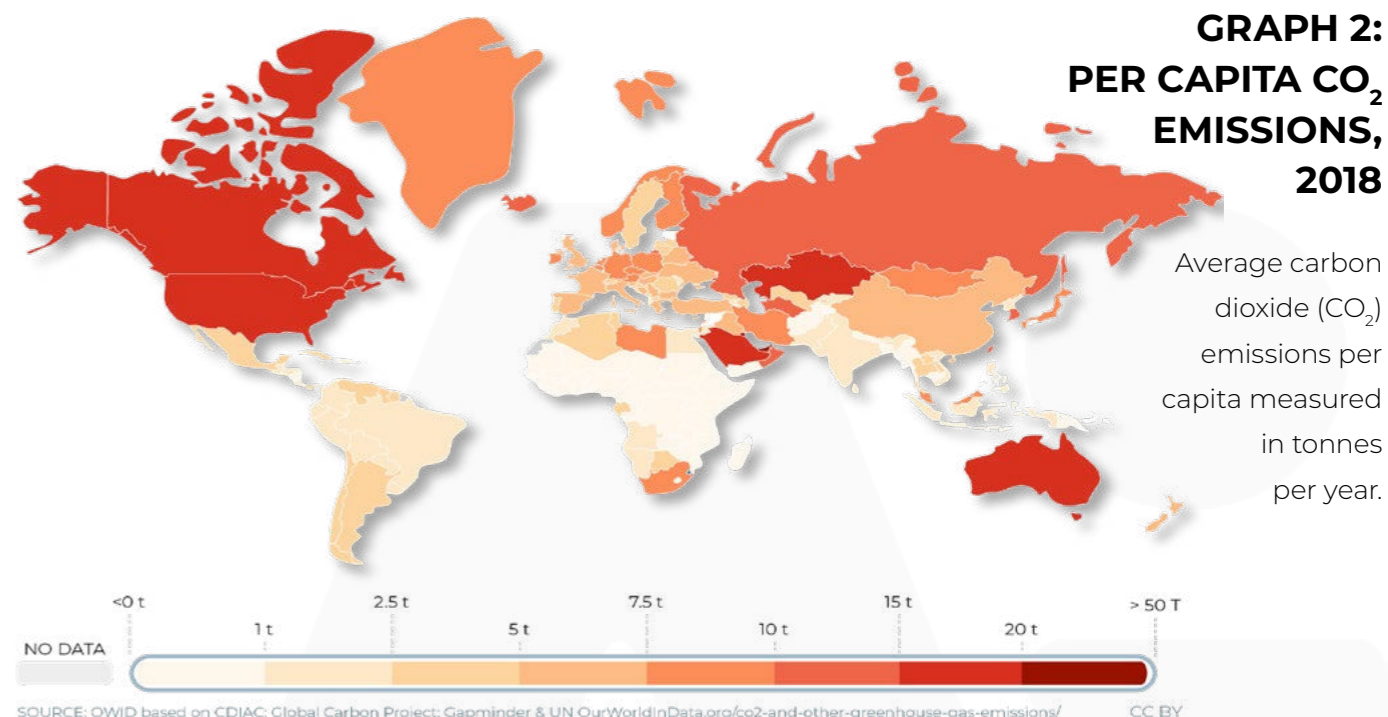 GRAPH 2:
PER CAPITA CO₂
EMISSIONS,
2018
Average carbon
dioxide (CO₂)
emissions per
capita measured
in tonnes
per year.
<0 t 2.5 t 7.5 t 15 t > 50 T
1 t 5 t 10 t 20 t
NO DATA
SOURCE: OWID based on CDIAC; Global Carbon Project; Gapminder & UN OurWorldInData.org/co2-and-other-greenhouse-gas-emissions/ CC BY